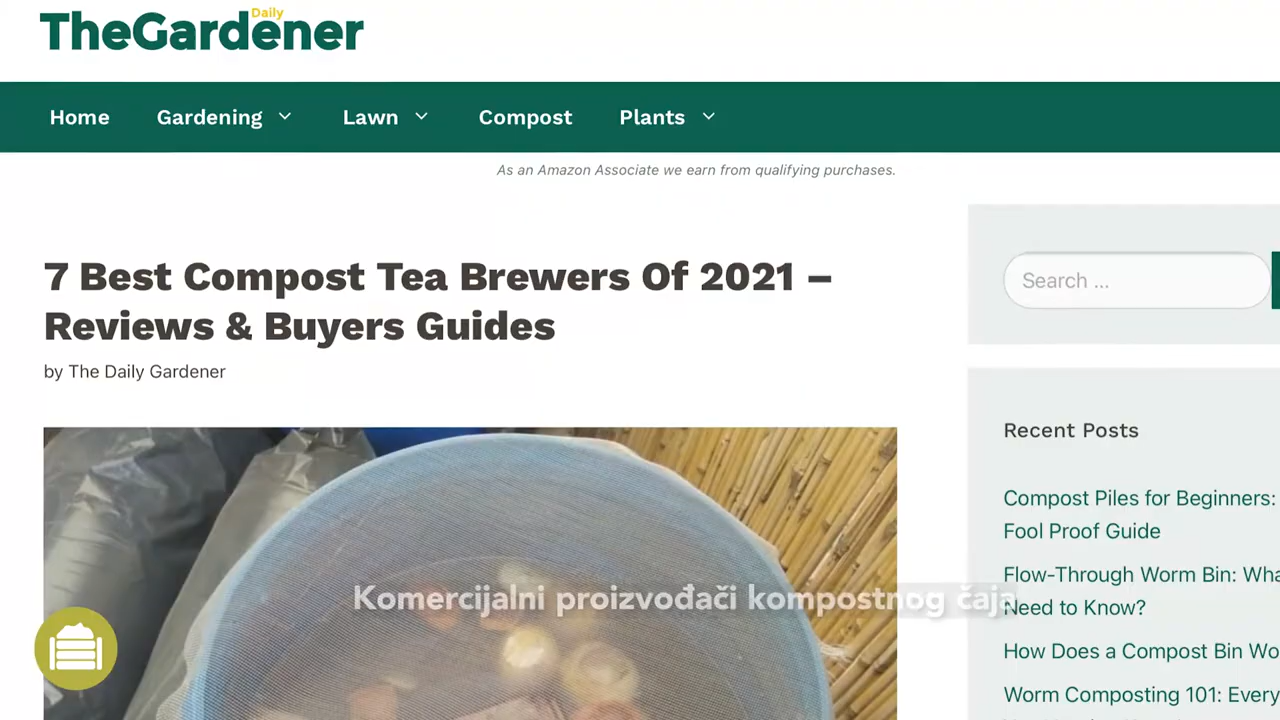 Daily
TheGardener
Home Gardening Lawn Compost Plants
As an Amazon Associate we earn from qualifying purchases.
7 Best Compost Tea Brewers Of 2021 –
Reviews & Buyers Guides
by The Daily Gardener
Search ...
Recent Posts
Compost Piles for Beginners:
Fool Proof Guide
Flow-Through Worm Bin:
Need to Know?
How Does a Compost Bin
Worm Composting 101:
Komercijalni proizvođači kompostnog čaja